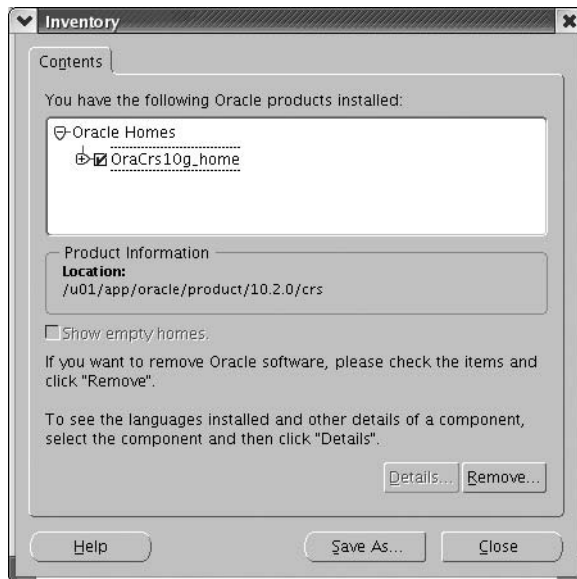 Inventory
Contents
You have the following Oracle products installed:
Oracle Homes
OraCrs10g_home
Product Information
Location:
/u01/app/oracle/product/10.2.0/crs
Show empty homes.
If you want to remove Oracle software, please check the items and
click "Remove".
To see the languages installed and other details of a component,
select the component and then click "Details".
Details... Remove...
Help Save As... Close